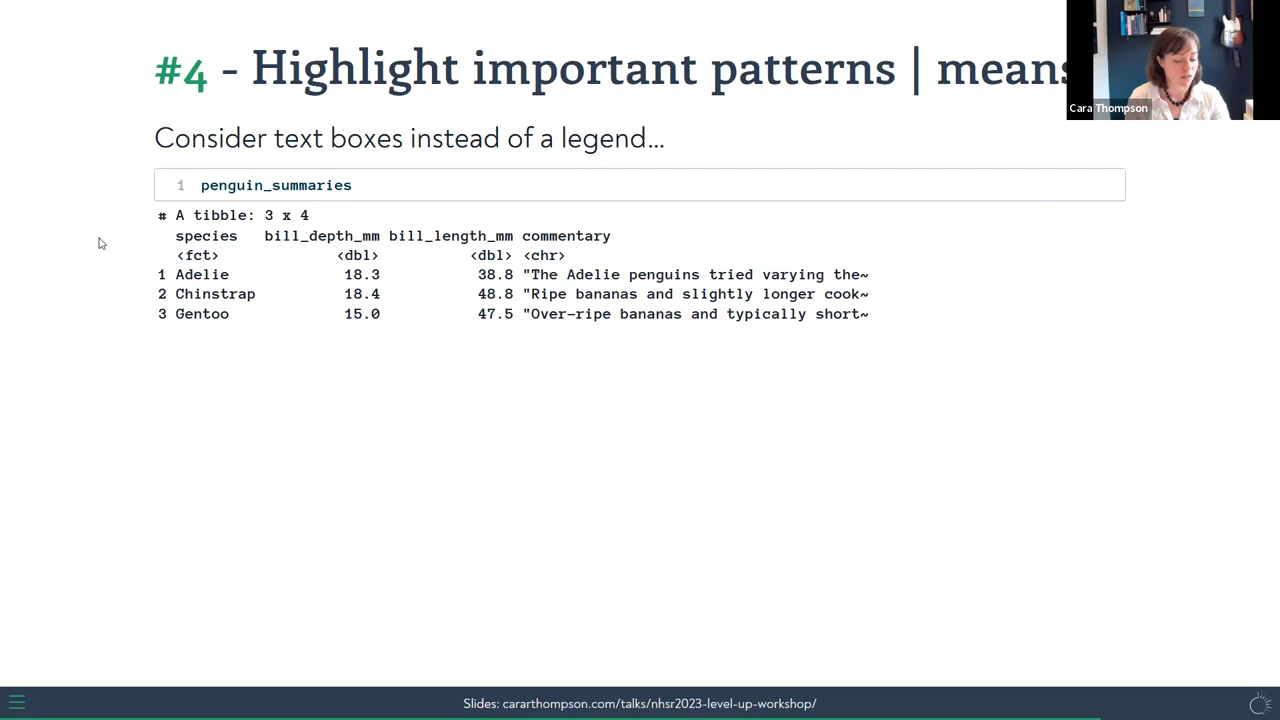 #4 - Highlight important patterns | means
Cara Thompson
Consider text boxes instead of a legend...
1 penguin_summaries
# A tibble: 3 x 4
species bill_depth_mm bill_length_mm commentary
<fct> <dbl> <dbl> <chr>
1 Adelie 18.3 38.8 "The Adelie penguins tried varying the~
2 Chinstrap 18.4 48.8 "Ripe bananas and slightly longer cook~
3 Gentoo 15.0 47.5 "Over-ripe bananas and typically short~
Slides: cararthompson.com/talks/nhsr2023-level-up-workshop/